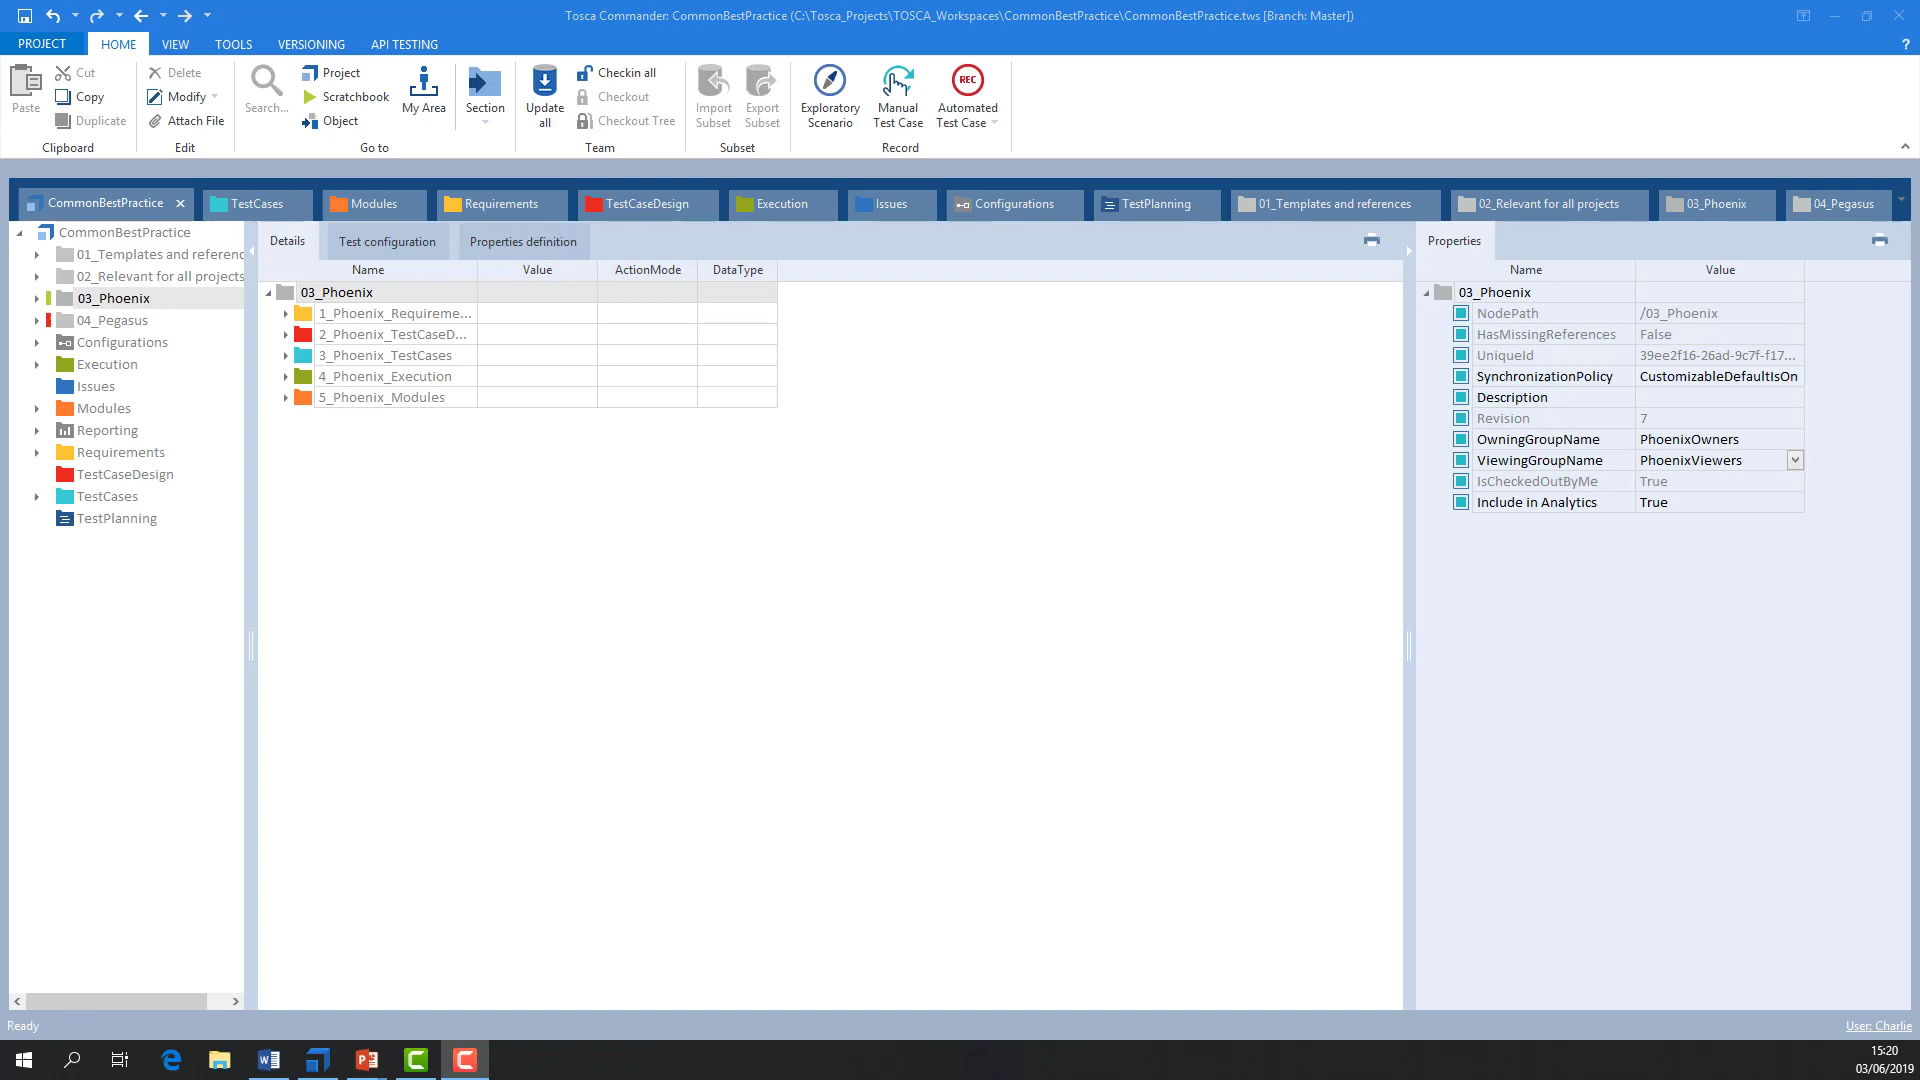 Tosca Commander: CommonBestPractice (C:\Tosca_Projects\TOSCA_Workspaces\CommonBestPractice\CommonBestPractice.tws [Branch: Master])
PROJECT HOME VIEW TOOLS VERSIONING API TESTING ?
Paste
Cut
Copy
Duplicate
Clipboard
Delete
Modify
Attach File
Edit
Search...
Project
Scratchbook
Object
My Area
Section
Go to
Update all
Checkin all
Checkout
Checkout Tree
Team
Import Subset
Export Subset
Subset
Exploratory Scenario
Manual Test Case
REC
Automated Test Case
Record
CommonBestPractice TestCases Modules Requirements TestCaseDesign Execution Issues Configurations TestPlanning 01_Templates and references 02_Relevant for all projects 03_Phoenix 04_Pegasus
CommonBestPractice
01_Templates and referenc
02_Relevant for all projects
03_Phoenix
04_Pegasus
Configurations
Execution
Issues
Modules
Reporting
Requirements
TestCaseDesign
TestCases
TestPlanning
Details Test configuration Properties definition
Name Value ActionMode DataType
03_Phoenix
1_Phoenix_Requireme...
2_Phoenix_TestCaseD...
3_Phoenix_TestCases
4_Phoenix_Execution
5_Phoenix_Modules
Properties
Name Value
03_Phoenix
NodePath /03_Phoenix
HasMissingReferences False
UniqueId 39ee2f16-26ad-9c7f-f17...
SynchronizationPolicy CustomizableDefaultIsOn
Description
Revision 7
OwningGroupName PhoenixOwners
ViewingGroupName PhoenixViewers
IsCheckedOutByMe True
Include in Analytics True
Ready
User: Charlie
15:20
03/06/2019